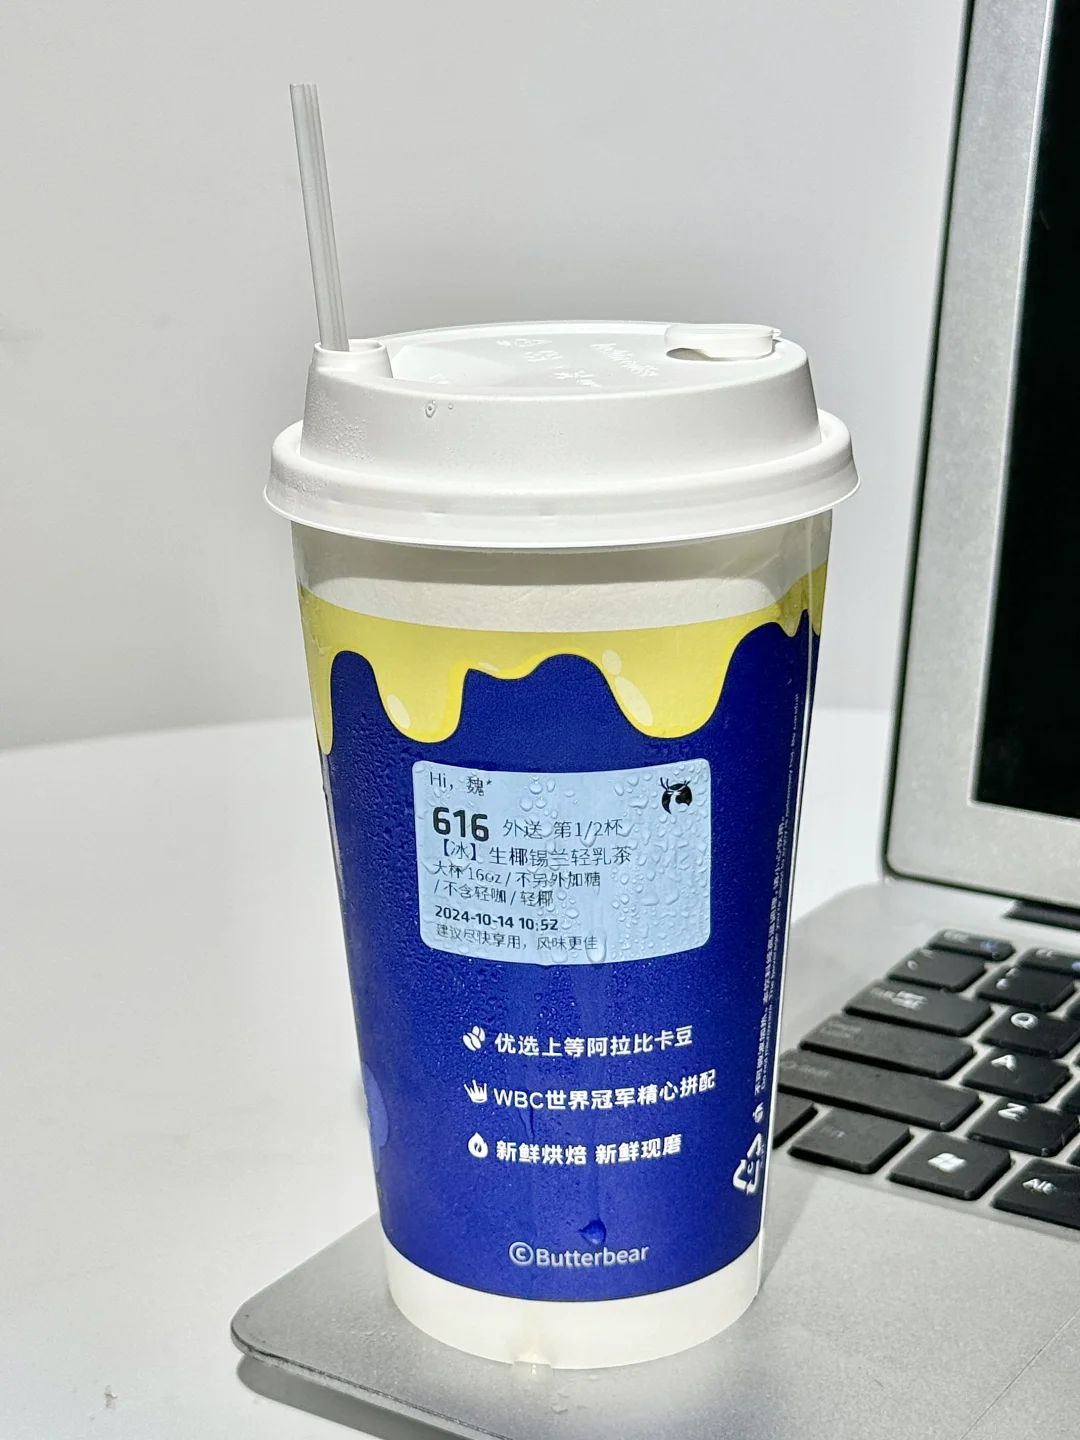 Hi，魏*
616 外送 第1/2杯
【冰】生椰锡兰轻乳茶
大杯 16oz / 不另外加糖
/ 不含轻咖 / 轻椰
2024-10-14 10:52
建议尽快享用，风味更佳
优选上等阿拉比卡豆
WBC世界冠军精心拼配
新鲜烘焙 新鲜现磨
©Butterbear
Q
A
Z
Alt